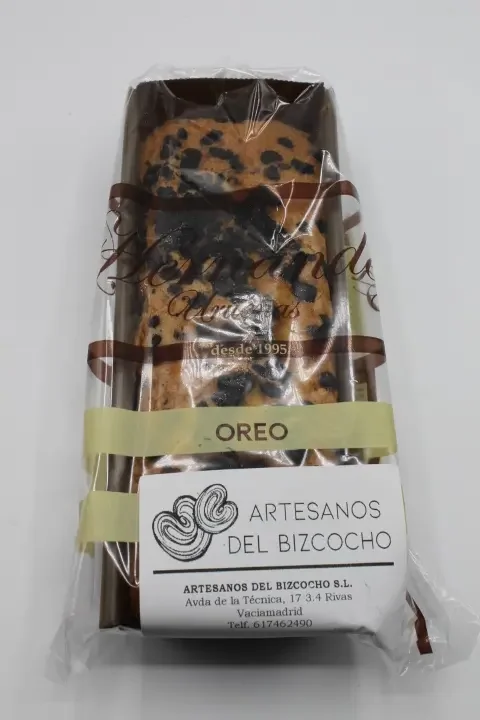 Hernando
desde 1995
OREO
ARTESANOS
DEL BIZCOCHO
ARTESANOS DEL BIZCOCHO S.L.
Avda de la Técnica, 17 3.4 Rivas
Vaciamadrid
Telf. 617462490